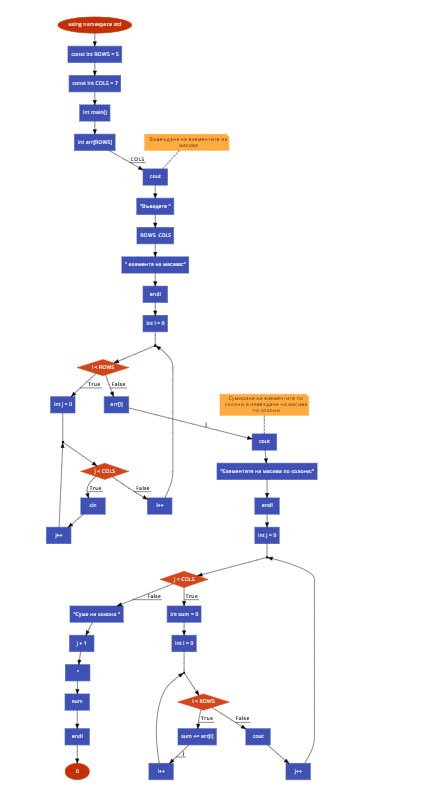 using namespace std
const int ROWS = 5
const int COLS = 7
int main()
int arr[ROWS]
Въвеждане на елементите на
масива
COLS
cout
"Въведете "
ROWS COLS
" елемента на масива:"
endl
int i = 0
i < ROWS
True
False
int j = 0
arr[i]
Сумиране на елементите по
колони и извеждане на масива
по колони
j
cout
j < COLS
"Елементите на масива по колони:"
True
False
cin
i++
endl
j++
int j = 0
j < COLS
False
True
"Сума на колона "
int sum = 0
j + 1
int i = 0
"
sum
i < ROWS
True
False
endl
sum += arr[i]
cout
j
0
i++
j++